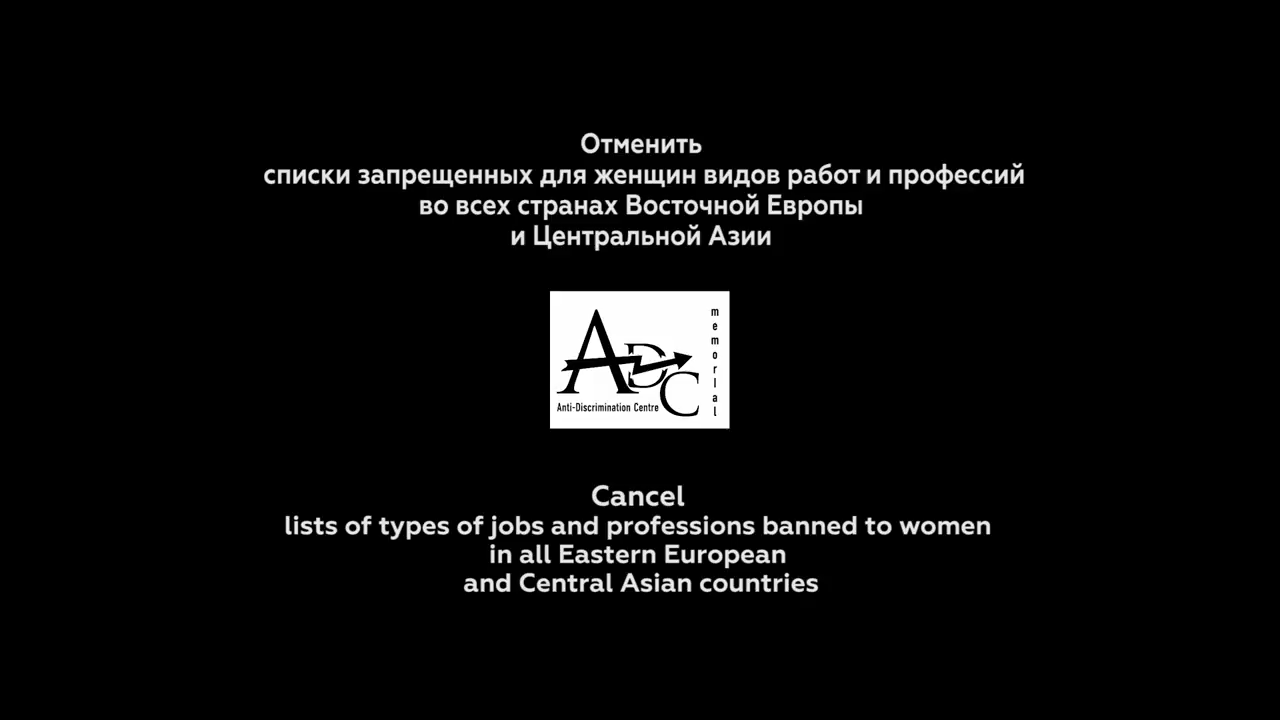 Отменить
списки запрещенных для женщин видов работ и профессий
во всех странах Восточной Европы
и Центральной Азии
ADC
memorial
Anti-Discrimination Centre
Cancel
lists of types of jobs and professions banned to women
in all Eastern European
and Central Asian countries